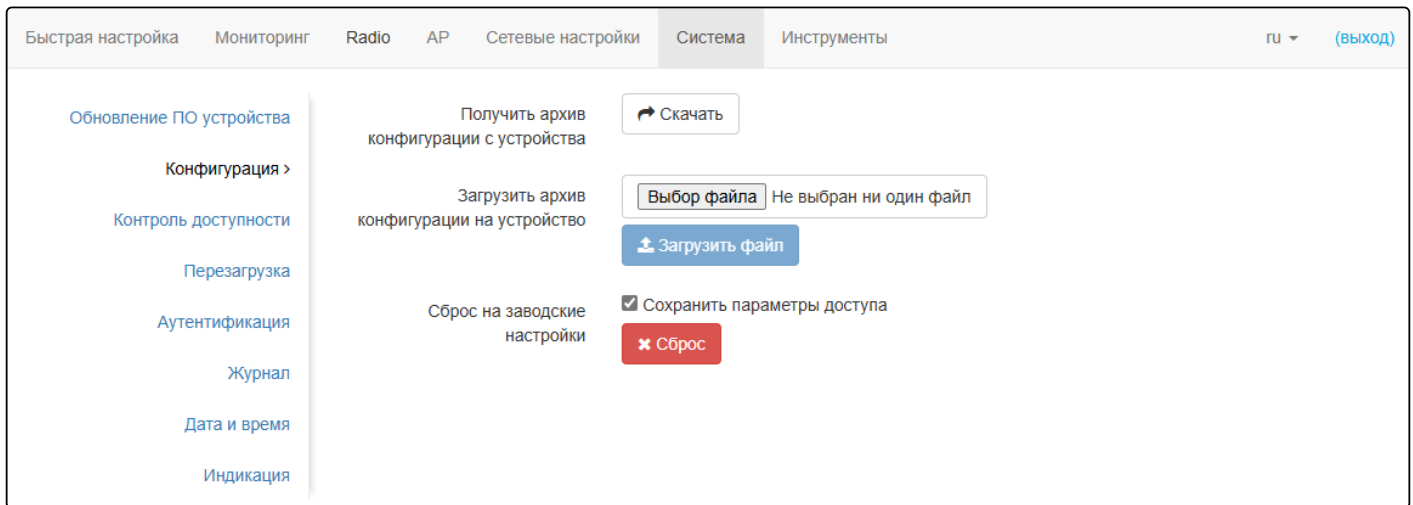 Быстрая настройка Мониторинг Radio AP Сетевые настройки Система Инструменты ru (выход)
Обновление ПО устройства
Конфигурация >
Контроль доступности
Перезагрузка
Аутентификация
Журнал
Дата и время
Индикация
Получить архив
конфигурации с устройства
Скачать
Загрузить архив
конфигурации на устройство
Выбор файла Не выбран ни один файл
Загрузить файл
Сброс на заводские
настройки
Сохранить параметры доступа
Сброс